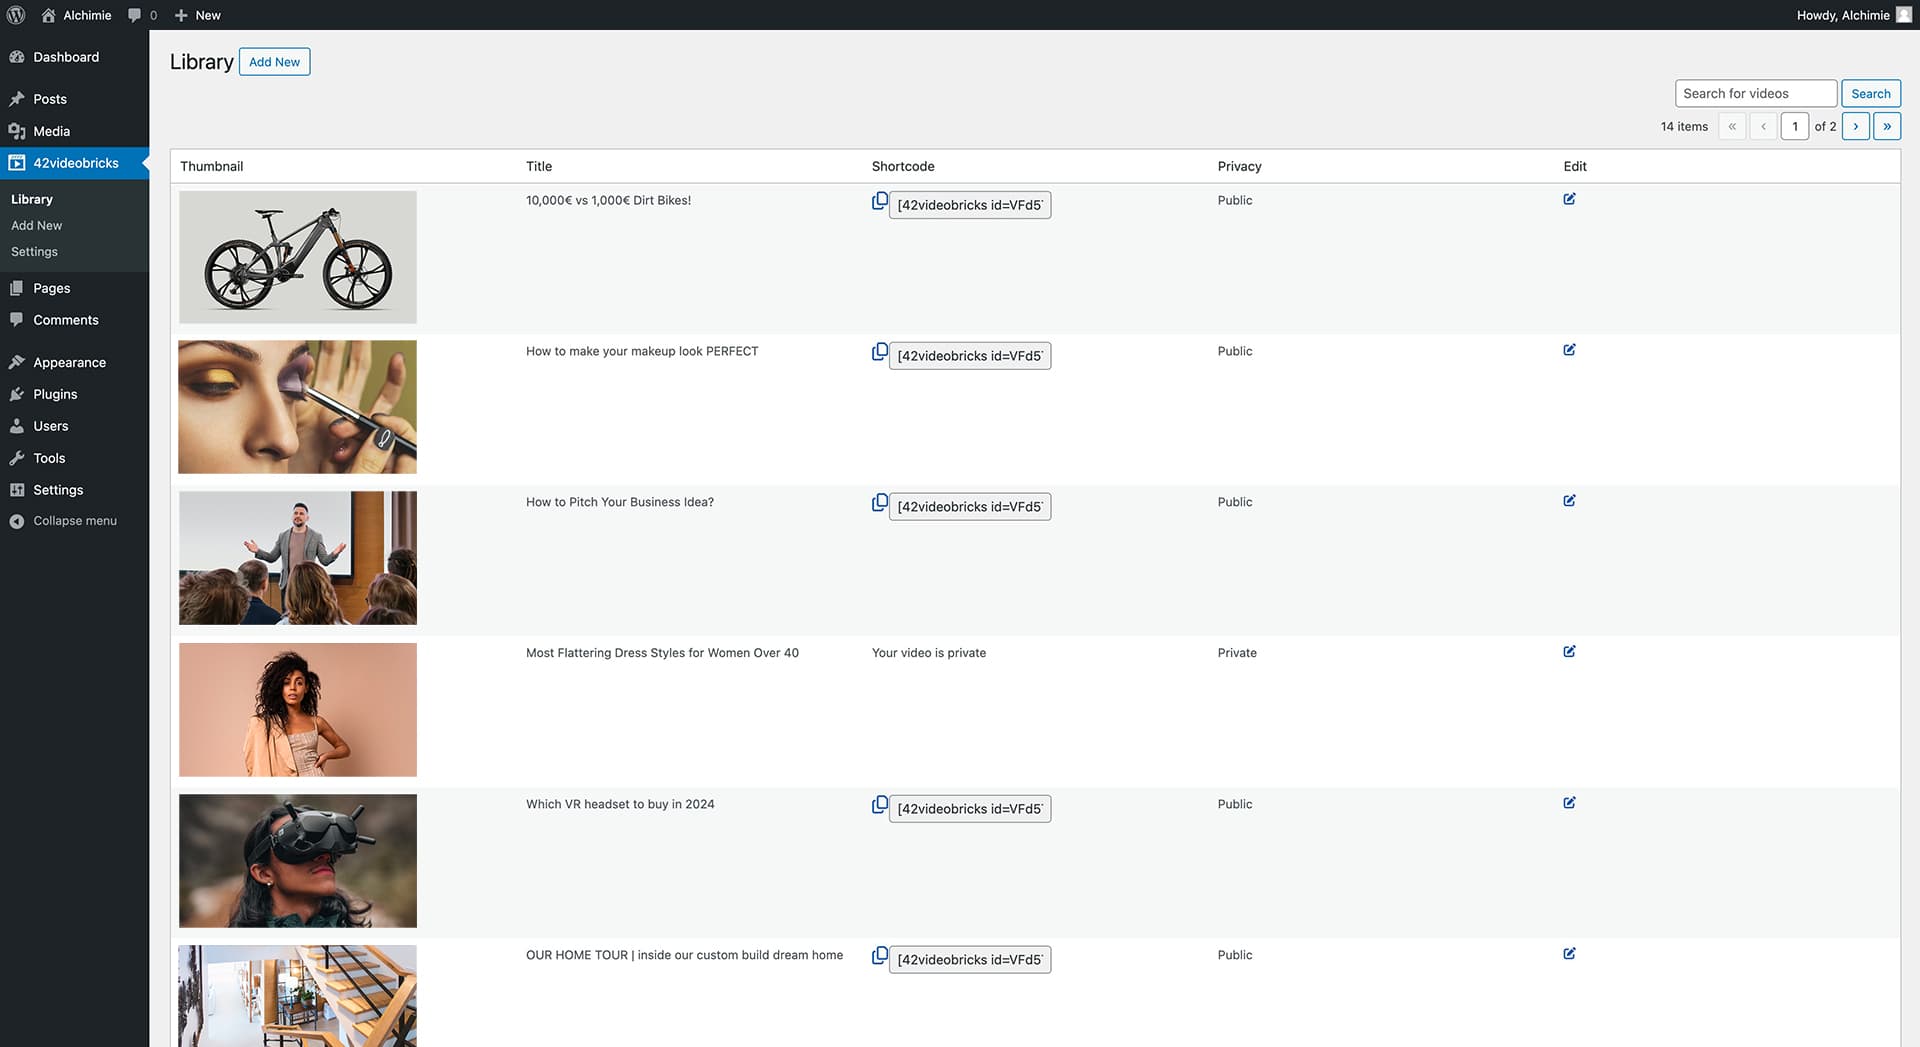 Alchimie 0 New Howdy, Alchimie
Dashboard
Posts
Media
42videobricks
Library
Add New
Settings
Pages
Comments
Appearance
Plugins
Users
Tools
Settings
Collapse menu
Library Add New
Search for videos Search
14 items « ‹ 1 of 2 › »
Thumbnail Title Shortcode Privacy Edit
10,000€ vs 1,000€ Dirt Bikes! [42videobricks id=VFd5 Public
How to make your makeup look PERFECT [42videobricks id=VFd5 Public
How to Pitch Your Business Idea? [42videobricks id=VFd5 Public
Most Flattering Dress Styles for Women Over 40 Your video is private Private
Which VR headset to buy in 2024 [42videobricks id=VFd5 Public
OUR HOME TOUR | inside our custom build dream home [42videobricks id=VFd5 Public